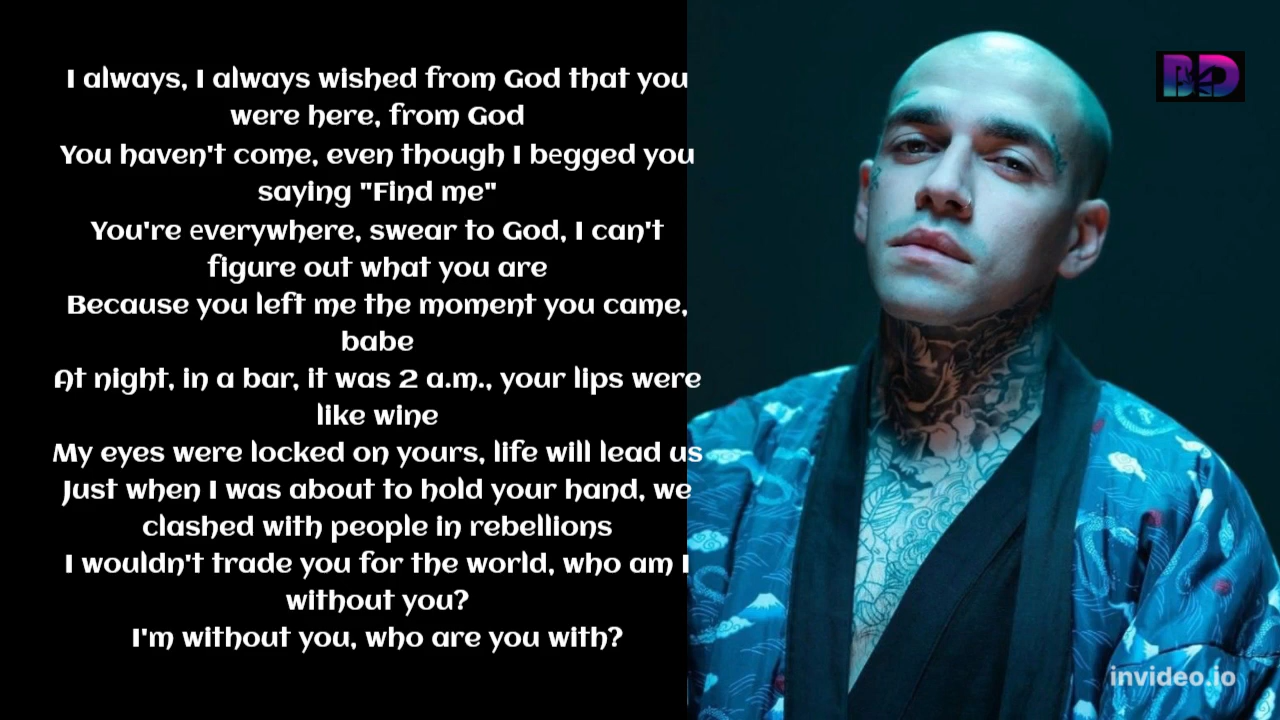 I always, I always wished from God that you
were here, from God
You haven't come, even though I begged you
saying "Find me"
You're everywhere, swear to God, I can't
figure out what you are
Because you left me the moment you came,
babe
At night, in a bar, it was 2 a.m., your lips were
like wine
My eyes were locked on yours, life will lead us
Just when I was about to hold your hand, we
clashed with people in rebellions
I wouldn't trade you for the world, who am I
without you?
I'm without you, who are you with?
BD
invideo.io